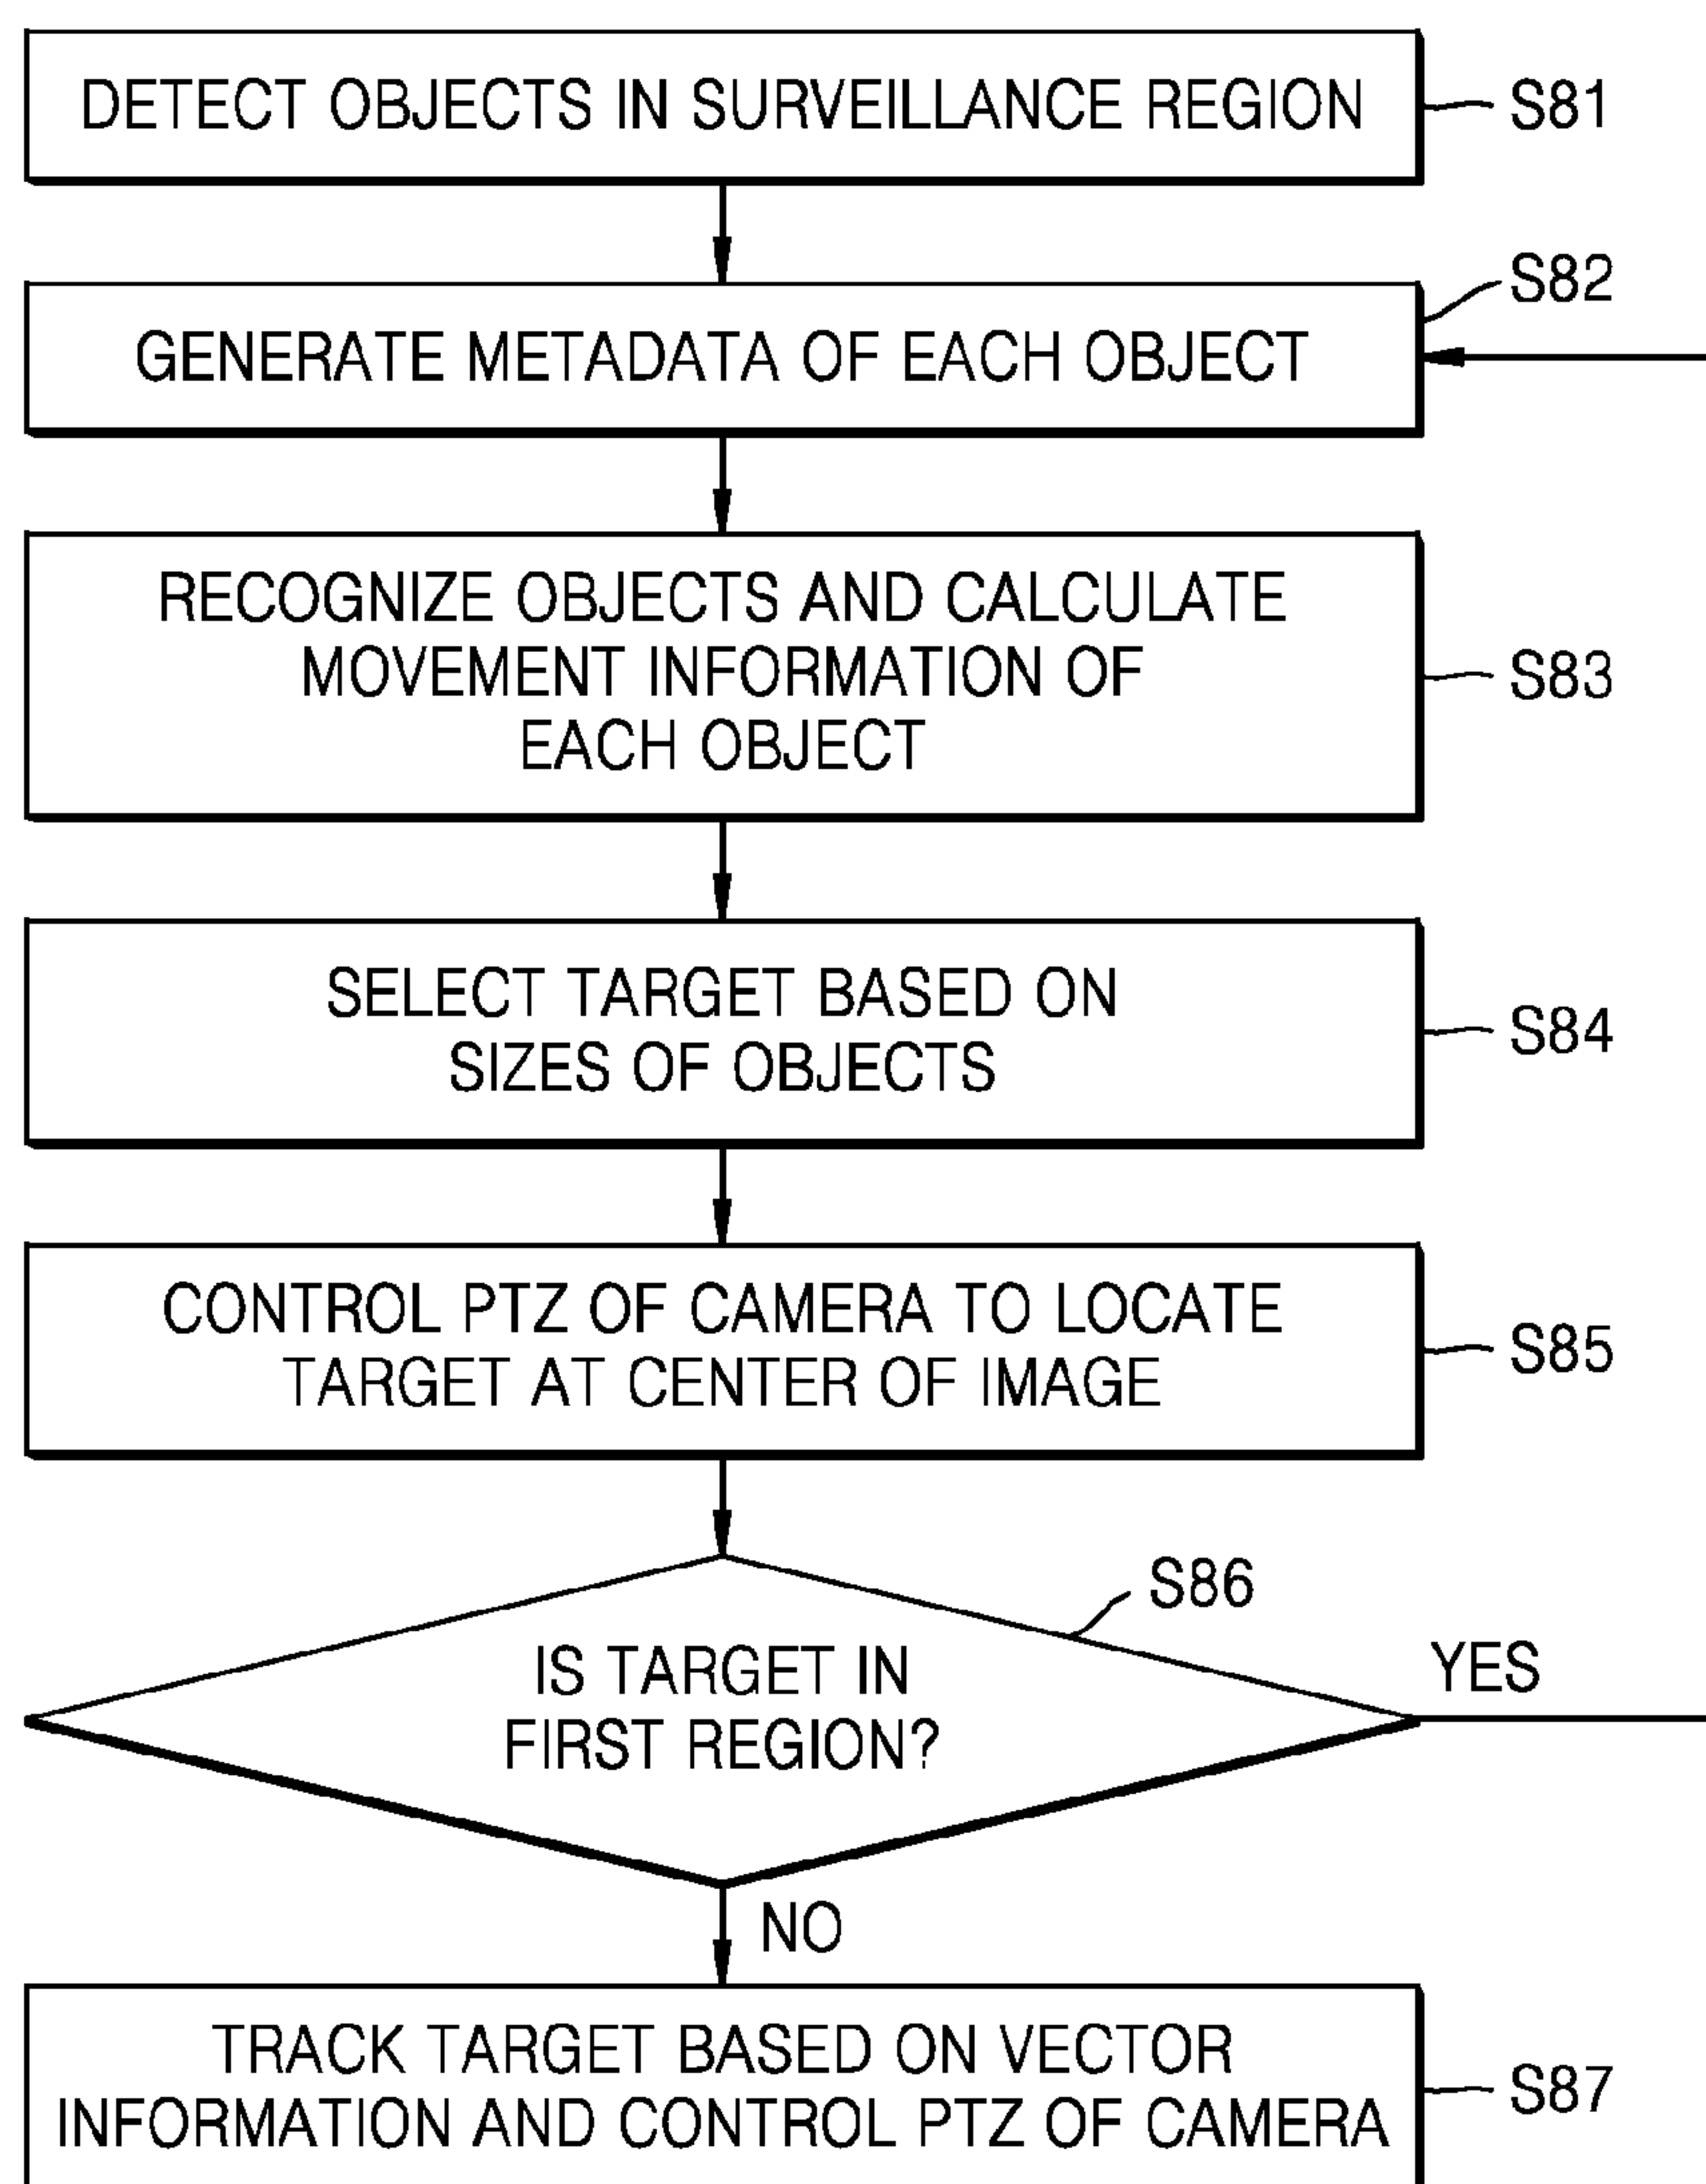 DETECT OBJECTS IN SURVEILLANCE REGION
S81
S82
GENERATE METADATA OF EACH OBJECT
RECOGNIZE OBJECTS AND CALCULATE
MOVEMENT INFORMATION OF
EACH OBJECT
S83
SELECT TARGET BASED ON
SIZES OF OBJECTS
S84
CONTROL PTZ OF CAMERA TO LOCATE
TARGET AT CENTER OF IMAGE
S85
S86
IS TARGET IN
FIRST REGION?
YES
NO
TRACK TARGET BASED ON VECTOR
INFORMATION AND CONTROL PTZ OF CAMERA
S87